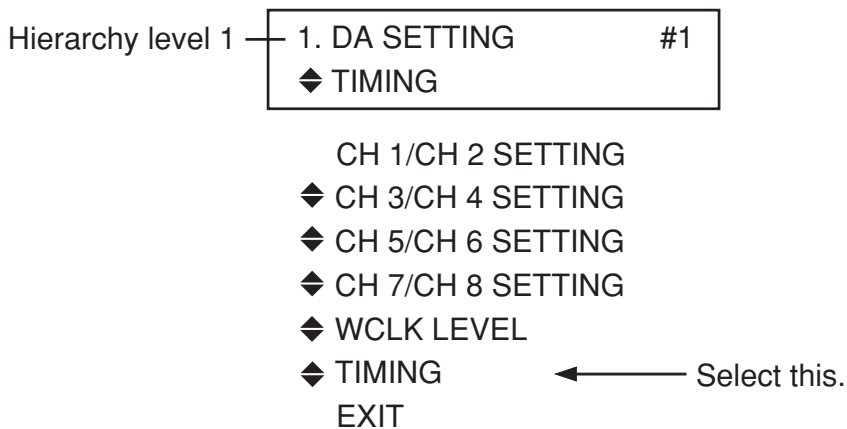 Hierarchy level 1 1. DA SETTING #1
TIMING
CH 1/CH 2 SETTING
CH 3/CH 4 SETTING
CH 5/CH 6 SETTING
CH 7/CH 8 SETTING
WCLK LEVEL
TIMING Select this.
EXIT